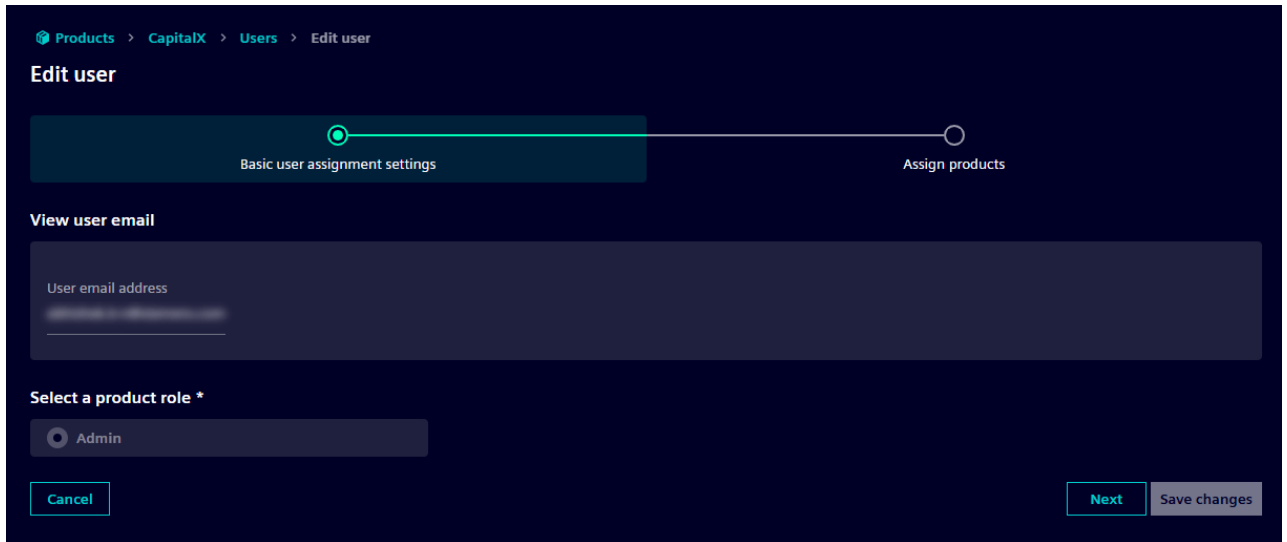 Products > CapitalX > Users > Edit user
Edit user
Basic user assignment settings
Assign products
View user email
User email address
Select a product role *
Admin
Cancel
Next
Save changes